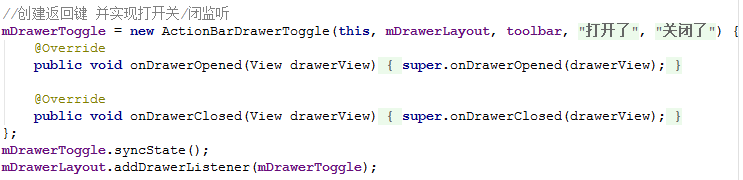 //创建返回键 并实现打开关/闭监听
mDrawerToggle = new ActionBarDrawerToggle(this, mDrawerLayout, toolbar, "打开了", "关闭了") {
@Override
public void onDrawerOpened(View drawerView) { super.onDrawerOpened(drawerView); }
@Override
public void onDrawerClosed(View drawerView) { super.onDrawerClosed(drawerView); }
};
mDrawerToggle.syncState();
mDrawerLayout.addDrawerListener(mDrawerToggle);